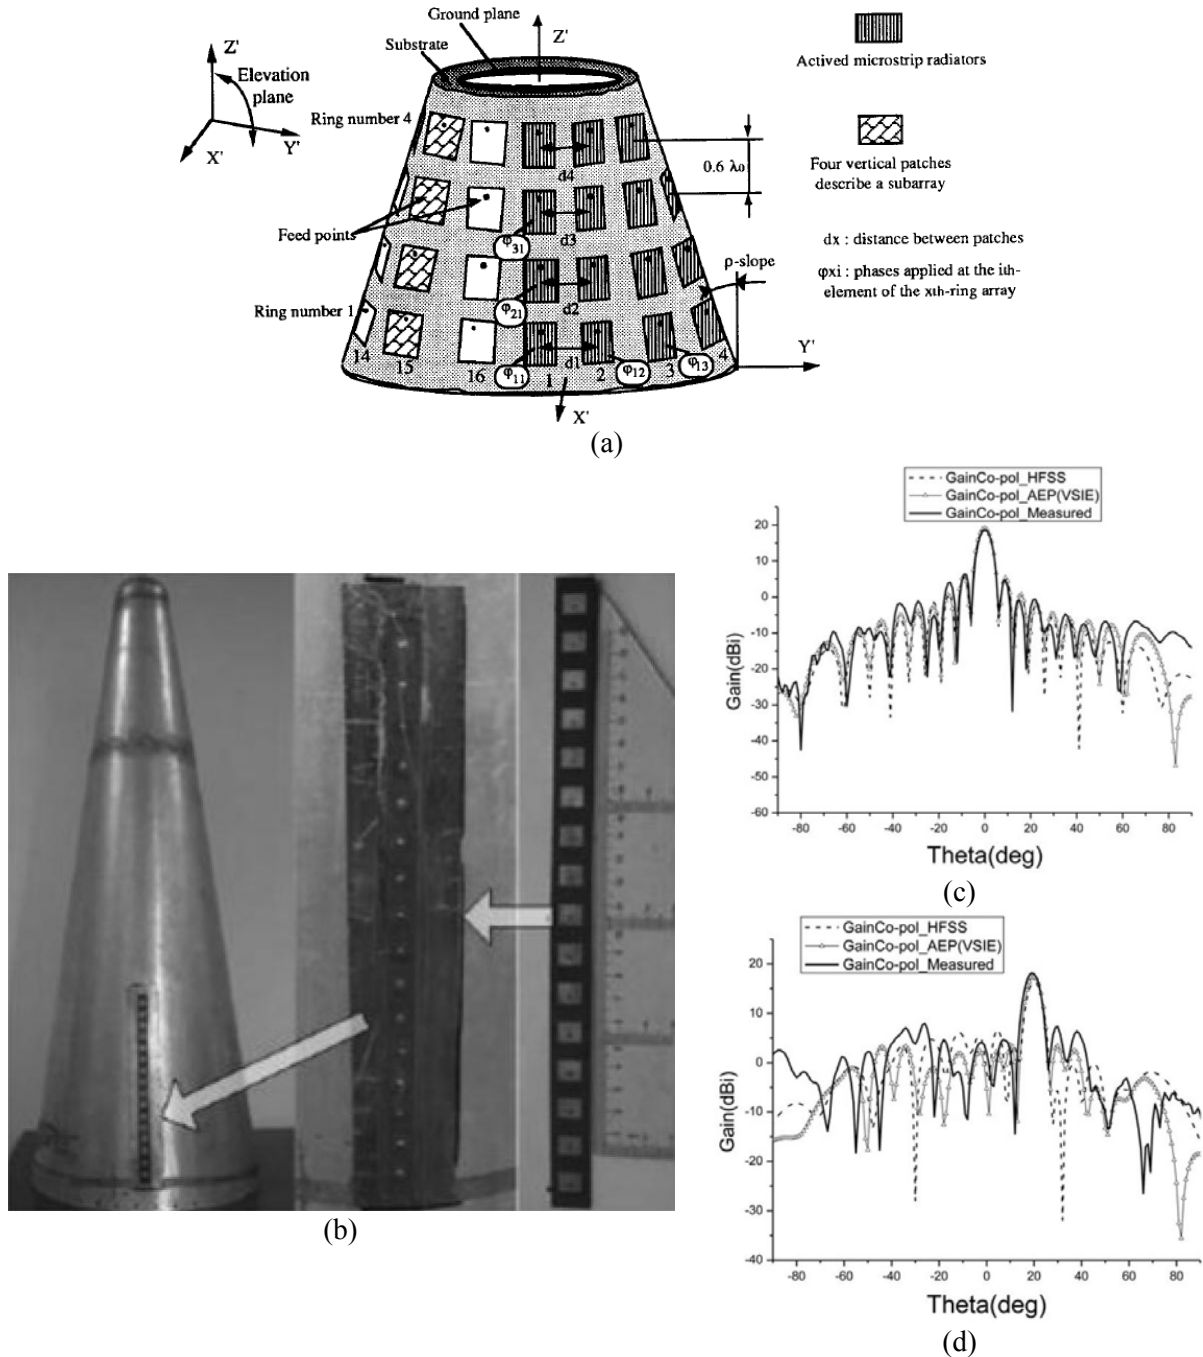 Ground plane
Z'
Substrate
Z'
Elevation
plane
X'
Y'
Ring number 4
d4
0.6 λ₀
Feed points
φ31
d3
ρ-slope
φ21
d2
Ring number 1
14
15
16
φ11
1
d1
2
φ12
3
φ13
4
Y'
X'
Actived microstrip radiators
Four vertical patches
describe a subarray
dx : distance between patches
φxi : phases applied at the ith-
element of the xth-ring array
(a)
GainCo-pol_HFSS
GainCo-pol_AEP(VSIE)
GainCo-pol_Measured
20
10
0
-10
-20
-30
-40
-50
-60
Gain(dBi)
-80 -60 -40 -20 0 20 40 60 80
Theta(deg)
(c)
GainCo-pol_HFSS
GainCo-pol_AEP(VSIE)
GainCo-pol_Measured
20
10
0
-10
-20
-30
-40
Gain(dBi)
-80 -60 -40 -20 0 20 40 60 80
Theta(deg)
(b)
(d)